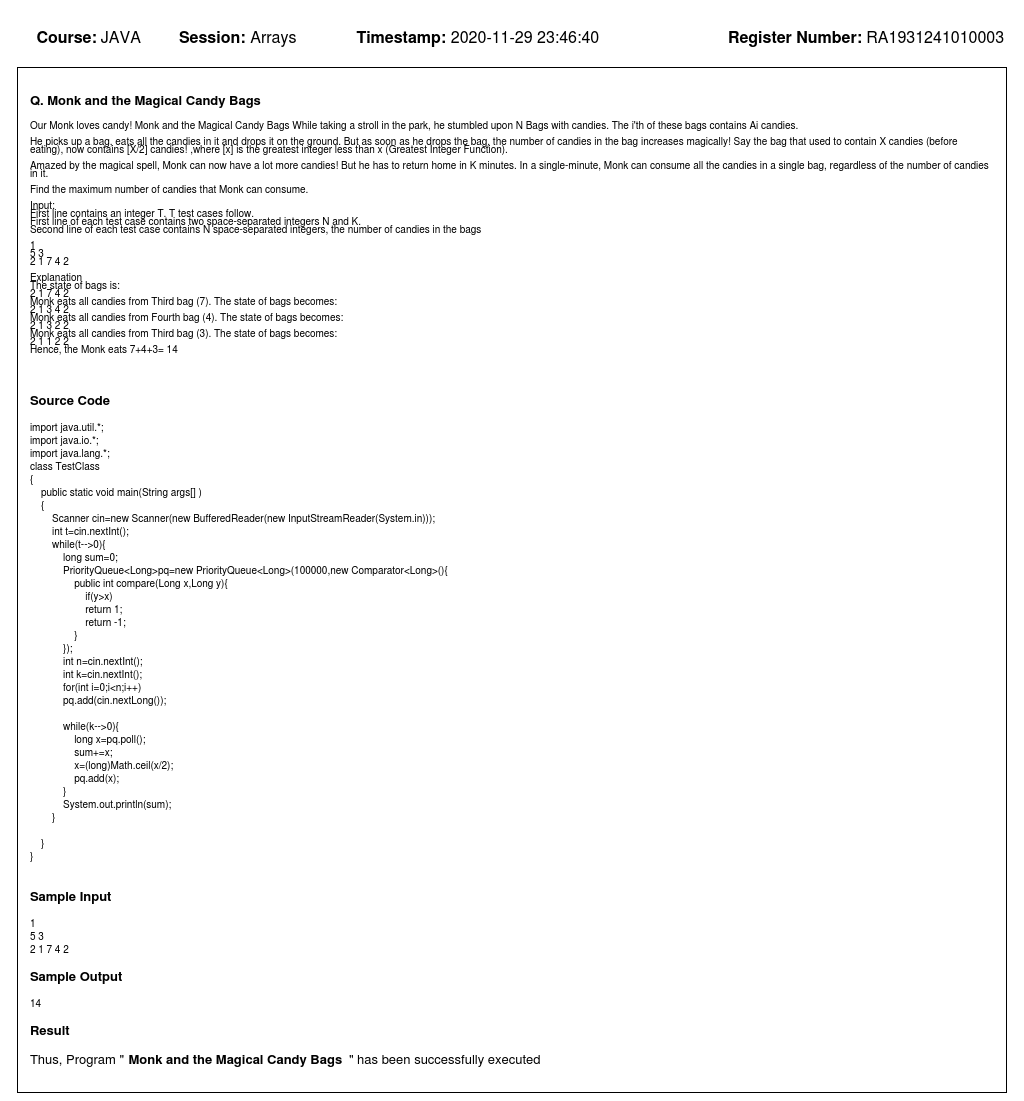 Course: JAVA Session: Arrays Timestamp: 2020-11-29 23:46:40 Register Number: RA1931241010003
Q. Monk and the Magical Candy Bags
Our Monk loves candy! Monk and the Magical Candy Bags While taking a stroll in the park, he stumbled upon N Bags with candies. The i'th of these bags contains Ai candies.
He picks up a bag, eats all the candies in it and drops it on the ground. But as soon as he drops the bag, the number of candies in the bag increases magically! Say the bag that used to contain X candies (before
eating), now contains [X/2] candies! ,where [x] is the greatest integer less than x (Greatest Integer Function).
Amazed by the magical spell, Monk can now have a lot more candies! But he has to return home in K minutes. In a single-minute, Monk can consume all the candies in a single bag, regardless of the number of candies
in it.
Find the maximum number of candies that Monk can consume.
Input:
First line contains an integer T. T test cases follow.
First line of each test case contains two space-separated integers N and K.
Second line of each test case contains N space-separated integers, the number of candies in the bags
1
5 3
2 1 7 4 2
Explanation
The state of bags is:
2 1 7 4 2
Monk eats all candies from Third bag (7). The state of bags becomes:
2 1 3 4 2
Monk eats all candies from Fourth bag (4). The state of bags becomes:
2 1 3 2 2
Monk eats all candies from Third bag (3). The state of bags becomes:
2 1 1 2 2
Hence, the Monk eats 7+4+3= 14
Source Code
import java.util.*;
import java.io.*;
import java.lang.*;
class TestClass
{
    public static void main(String args[] )
    {
        Scanner cin=new Scanner(new BufferedReader(new InputStreamReader(System.in)));
        int t=cin.nextInt();
        while(t-->0){
            long sum=0;
            PriorityQueue<Long>pq=new PriorityQueue<Long>(100000,new Comparator<Long>(){
                public int compare(Long x,Long y){
                    if(y>x)
                    return 1;
                    return -1;
                }
            });
            int n=cin.nextInt();
            int k=cin.nextInt();
            for(int i=0;i<n;i++)
            pq.add(cin.nextLong());
            while(k-->0){
                long x=pq.poll();
                sum+=x;
                x=(long)Math.ceil(x/2);
                pq.add(x);
            }
            System.out.println(sum);
        }
    }
}
Sample Input
1
5 3
2 1 7 4 2
Sample Output
14
Result
Thus, Program " Monk and the Magical Candy Bags " has been successfully executed